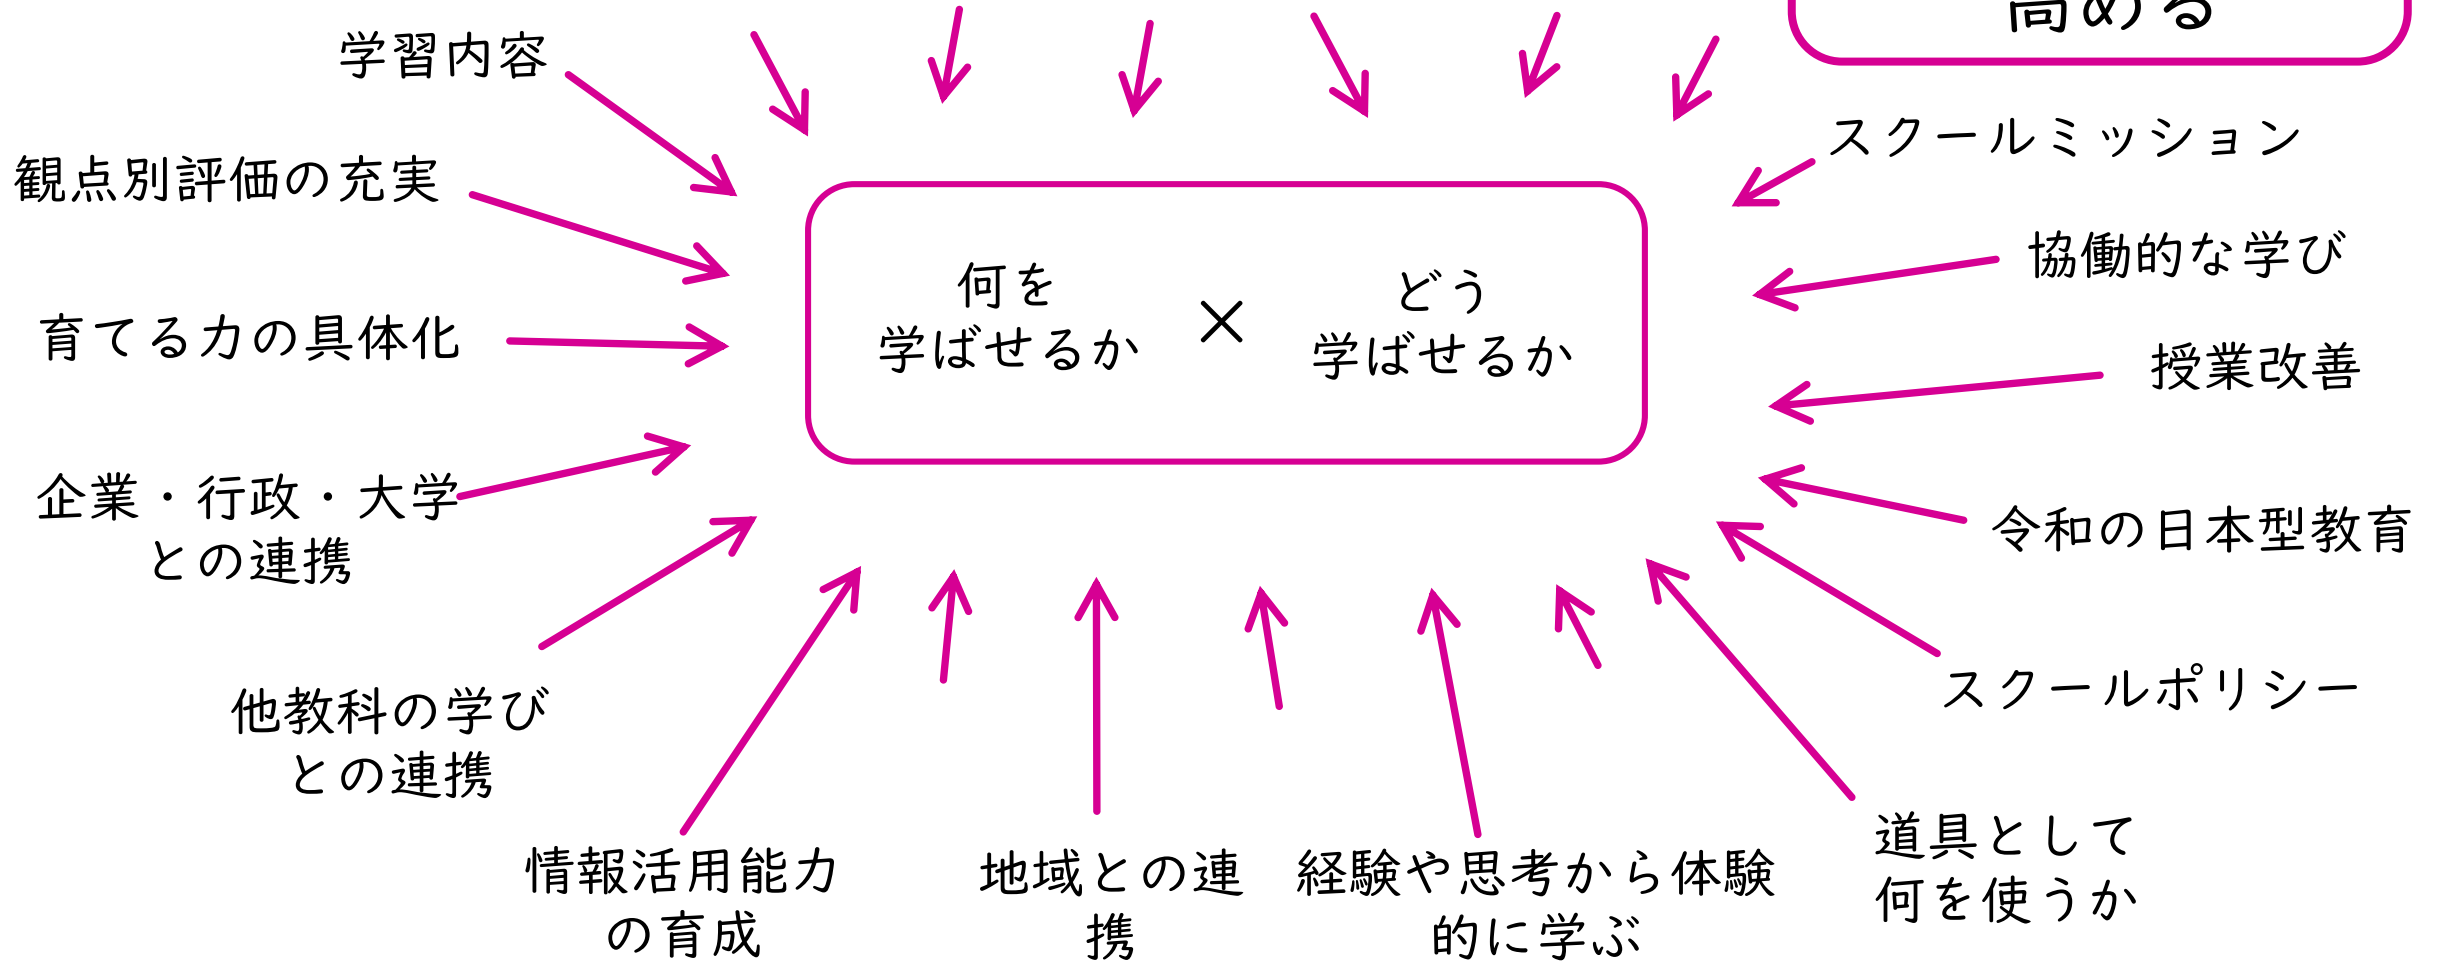 高める
学習内容
スクールミッション
観点別評価の充実
協働的な学び
何を
学ばせるか
×
どう
学ばせるか
育てる力の具体化
授業改善
企業・行政・大学
との連携
令和の日本型教育
他教科の学び
との連携
スクールポリシー
情報活用能力
の育成
地域との連
携
経験や思考から体験
的に学ぶ
道具として
何を使うか